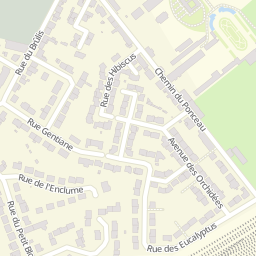 Rue du Brûlis
Rue des Hibiscus
Chemin du Ponceau
Rue Gentiane
Avenue des Orchidées
Rue de l'Enclume
Rue du Petit Blo
Rue des Eucalyptus